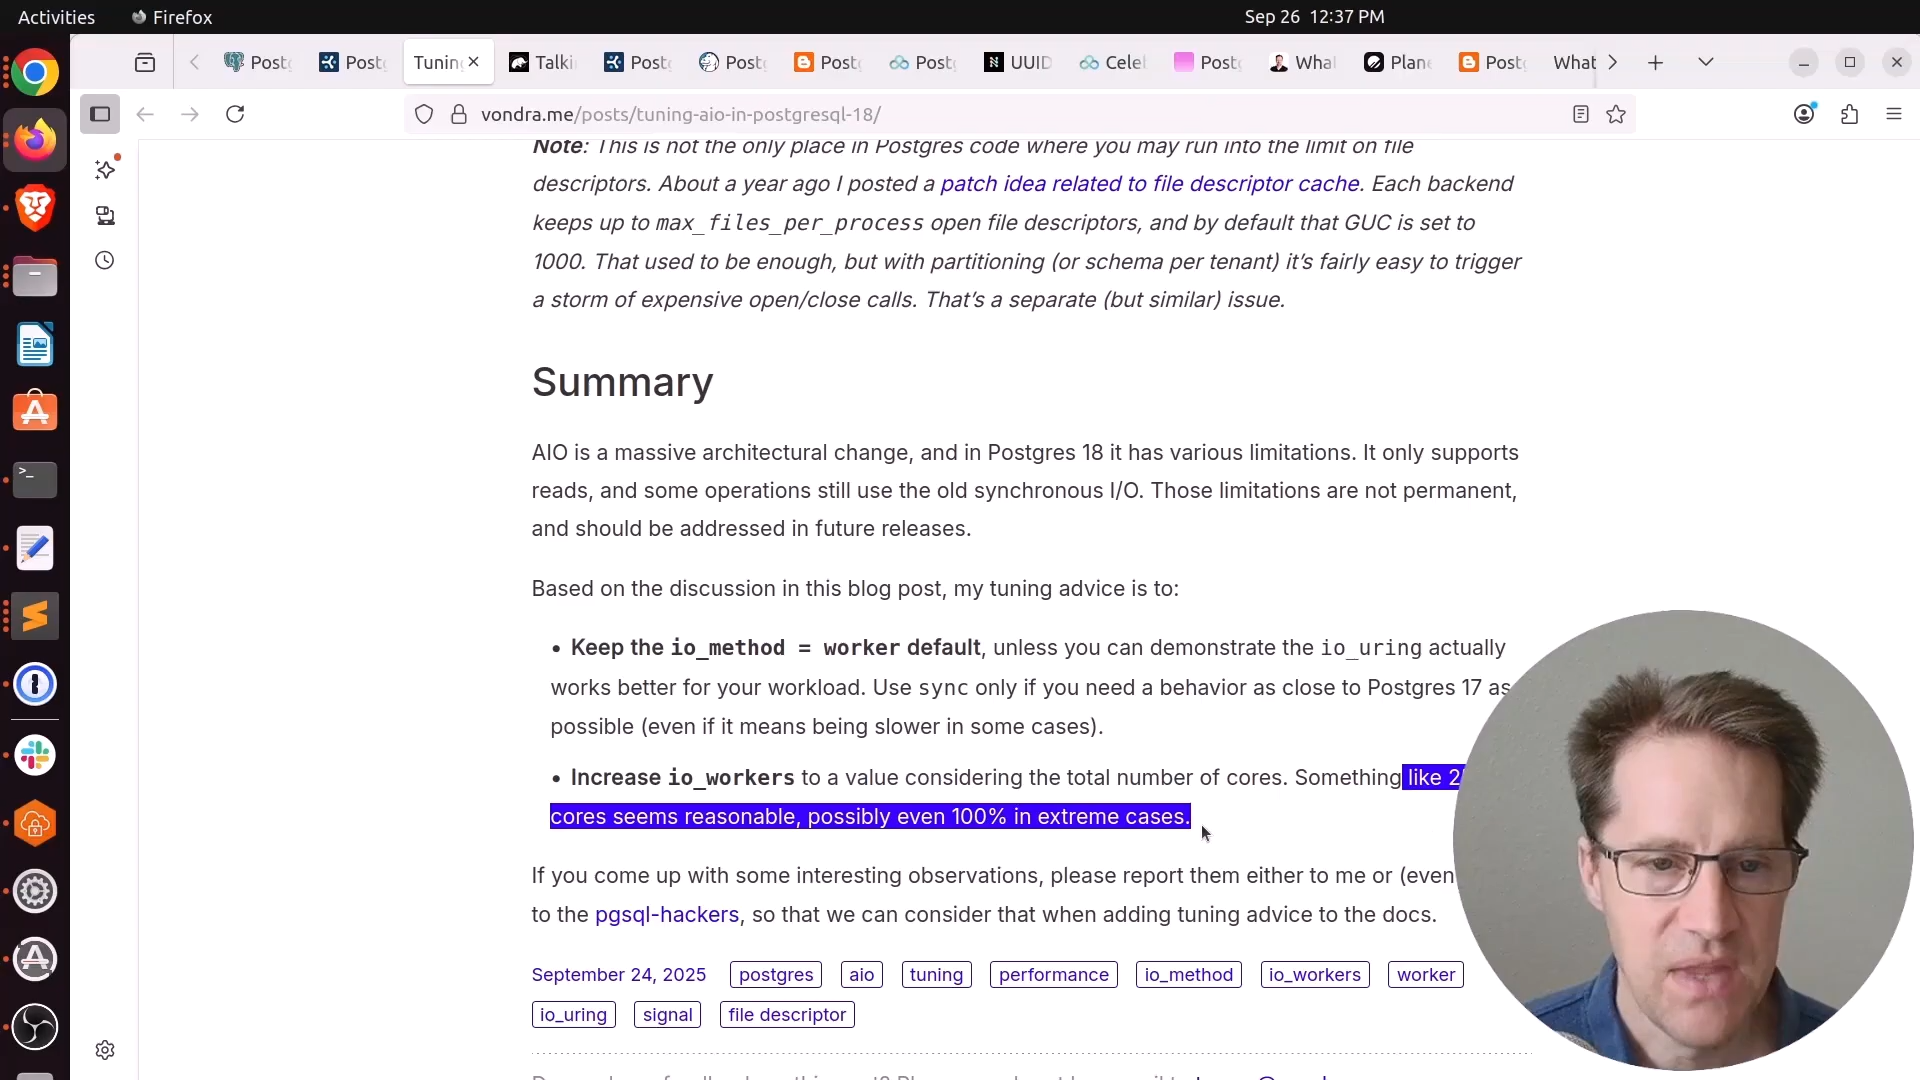 Activities Firefox Sep 26 12:37 PM
Postg Postg Tuning Talki Postg Postg Postg Postg UUID Celeb Postg What Plane Postg What
vondra.me/posts/tuning-aio-in-postgresql-18/
Note: This is not the only place in Postgres code where you may run into the limit on file
descriptors. About a year ago I posted a patch idea related to file descriptor cache. Each backend
keeps up to max_files_per_process open file descriptors, and by default that GUC is set to
1000. That used to be enough, but with partitioning (or schema per tenant) it’s fairly easy to trigger
a storm of expensive open/close calls. That’s a separate (but similar) issue.
Summary
AIO is a massive architectural change, and in Postgres 18 it has various limitations. It only supports
reads, and some operations still use the old synchronous I/O. Those limitations are not permanent,
and should be addressed in future releases.
Based on the discussion in this blog post, my tuning advice is to:
• Keep the io_method = worker default, unless you can demonstrate the io_uring actually
works better for your workload. Use sync only if you need a behavior as close to Postgres 17 as
possible (even if it means being slower in some cases).
• Increase io_workers to a value considering the total number of cores. Something like 2
cores seems reasonable, possibly even 100% in extreme cases.
If you come up with some interesting observations, please report them either to me or (even
to the pgsql-hackers, so that we can consider that when adding tuning advice to the docs.
September 24, 2025 postgres aio tuning performance io_method io_workers worker
io_uring signal file descriptor